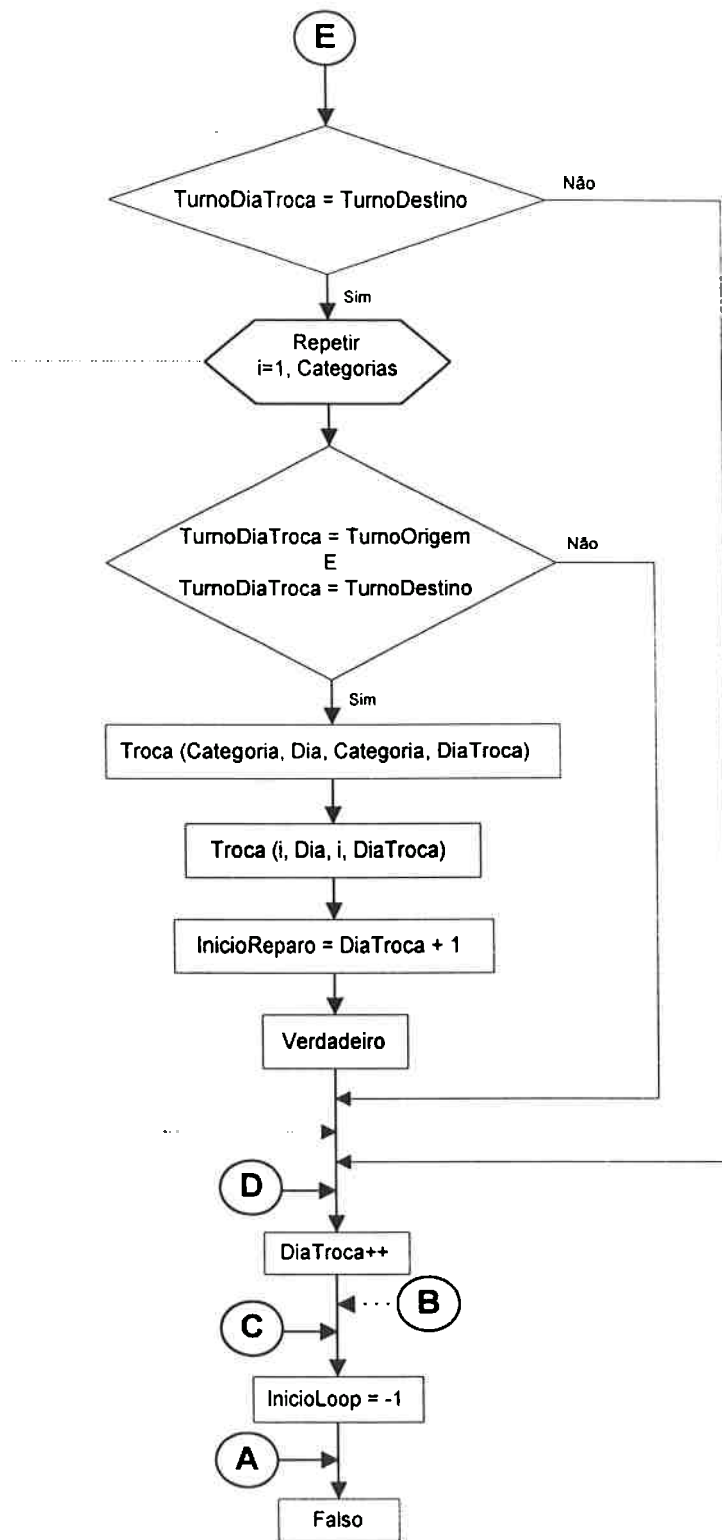 E
TurnoDiaTroca = TurnoDestino
Não
Sim
Repetir
i=1, Categorias
TurnoDiaTroca = TurnoOrigem
E
TurnoDiaTroca = TurnoDestino
Não
Sim
Troca (Categoria, Dia, Categoria, DiaTroca)
Troca (i, Dia, i, DiaTroca)
InicioReparo = DiaTroca + 1
Verdadeiro
D
DiaTroca++
B
C
InicioLoop = -1
A
Falso